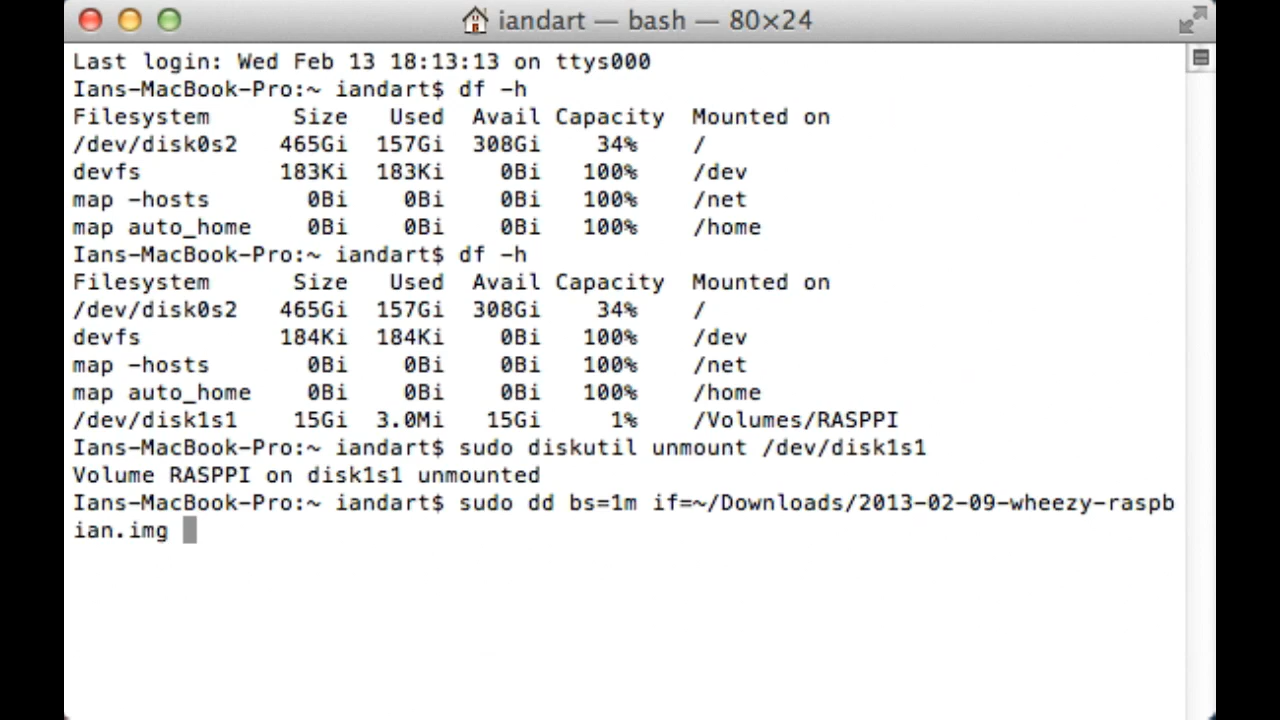 iandart — bash — 80×24
Last login: Wed Feb 13 18:13:13 on ttys000
Ians-MacBook-Pro:~ iandart$ df -h
Filesystem      Size   Used  Avail Capacity  Mounted on
/dev/disk0s2   465Gi  157Gi  308Gi    34%    /
devfs          183Ki  183Ki    0Bi   100%    /dev
map -hosts       0Bi    0Bi    0Bi   100%    /net
map auto_home    0Bi    0Bi    0Bi   100%    /home
Ians-MacBook-Pro:~ iandart$ df -h
Filesystem      Size   Used  Avail Capacity  Mounted on
/dev/disk0s2   465Gi  157Gi  308Gi    34%    /
devfs          184Ki  184Ki    0Bi   100%    /dev
map -hosts       0Bi    0Bi    0Bi   100%    /net
map auto_home    0Bi    0Bi    0Bi   100%    /home
/dev/disk1s1    15Gi  3.0Mi   15Gi     1%    /Volumes/RASPPI
Ians-MacBook-Pro:~ iandart$ sudo diskutil unmount /dev/disk1s1
Volume RASPPI on disk1s1 unmounted
Ians-MacBook-Pro:~ iandart$ sudo dd bs=1m if=~/Downloads/2013-02-09-wheezy-raspb
ian.img